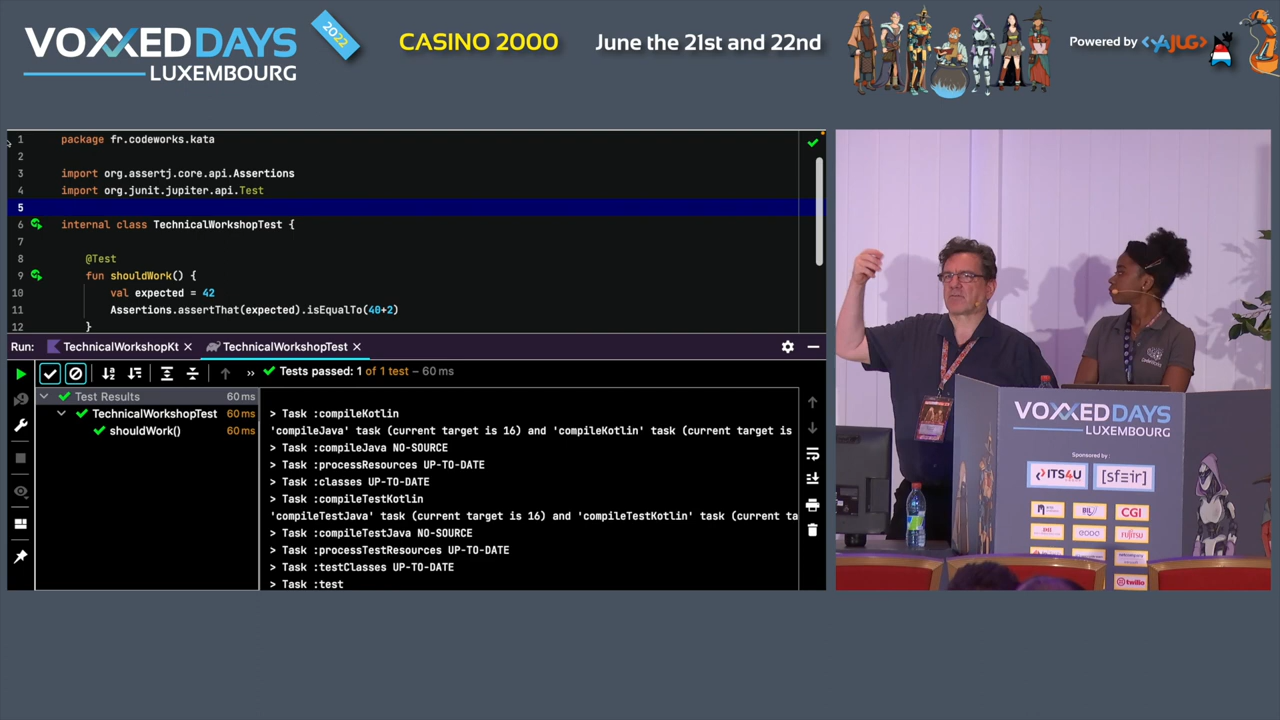 VOXXED DAYS
LUXEMBOURG
2022
CASINO 2000
June the 21st and 22nd
Powered by <YAJUG>
1 package fr.codeworks.kata
2
3 import org.assertj.core.api.Assertions
4 import org.junit.jupiter.api.Test
5
6 internal class TechnicalWorkshopTest {
7
8 @Test
9 fun shouldWork() {
10 val expected = 42
11 Assertions.assertThat(expected).isEqualTo(40+2)
12 }
Run: TechnicalWorkshopKt × TechnicalWorkshopTest ×
» Tests passed: 1 of 1 test – 60 ms
Test Results 60 ms
TechnicalWorkshopTest 60 ms
shouldWork() 60 ms
> Task :compileKotlin
'compileJava' task (current target is 16) and 'compileKotlin' task (current target is
> Task :compileJava NO-SOURCE
> Task :processResources UP-TO-DATE
> Task :classes UP-TO-DATE
> Task :compileTestKotlin
'compileTestJava' task (current target is 16) and 'compileTestKotlin' task (current ta
> Task :compileTestJava NO-SOURCE
> Task :processTestResources UP-TO-DATE
> Task :testClasses UP-TO-DATE
> Task :test
VOXXED DAYS
LUXEMBOURG
Sponsored by :
ITS4U
[sfeir]
BIL
CGI
FUJITSU
twilio